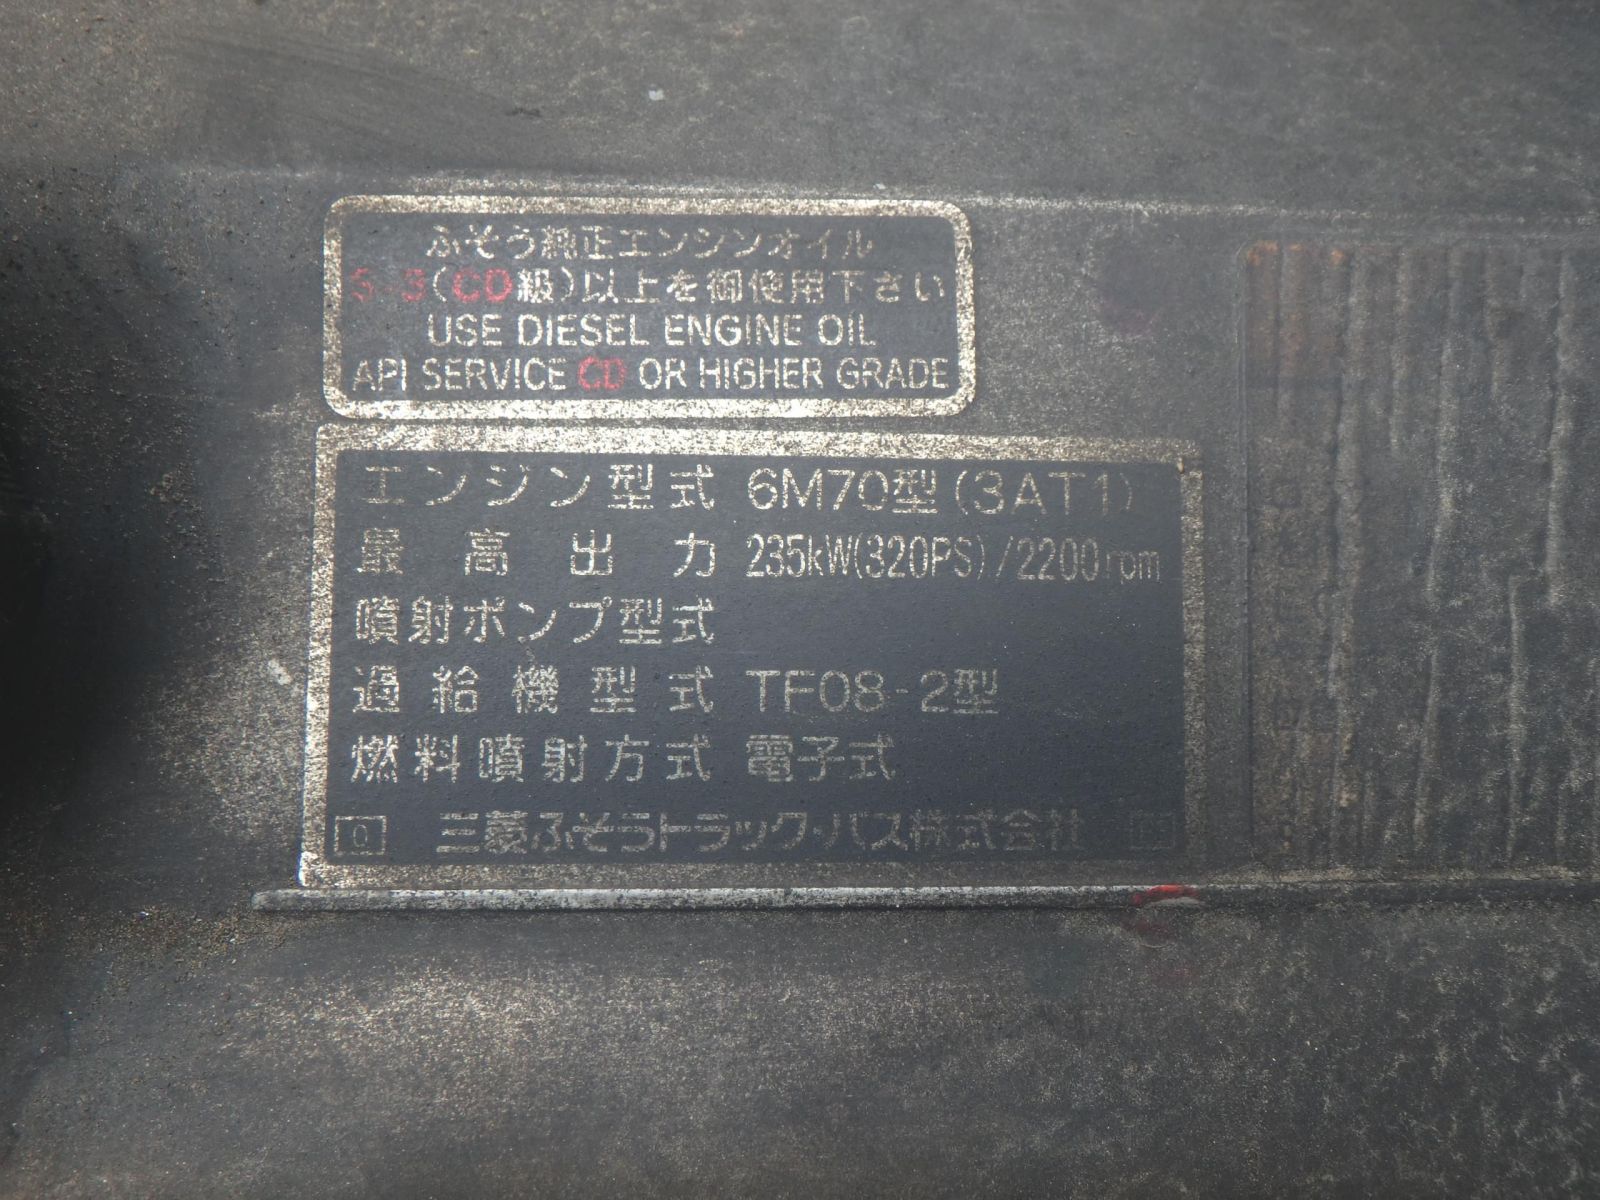 ふそう純正エンジンオイル
S-3(CD級)以上を御使用下さい
USE DIESEL ENGINE OIL
API SERVICE CD OR HIGHER GRADE
エンジン型式 6M70型(3AT1)
最高出力 235kW(320PS)/2200rpm
噴射ポンプ型式
過給機型式 TF08-2型
燃料噴射方式 電子式
0 三菱ふそうトラック・バス株式会社